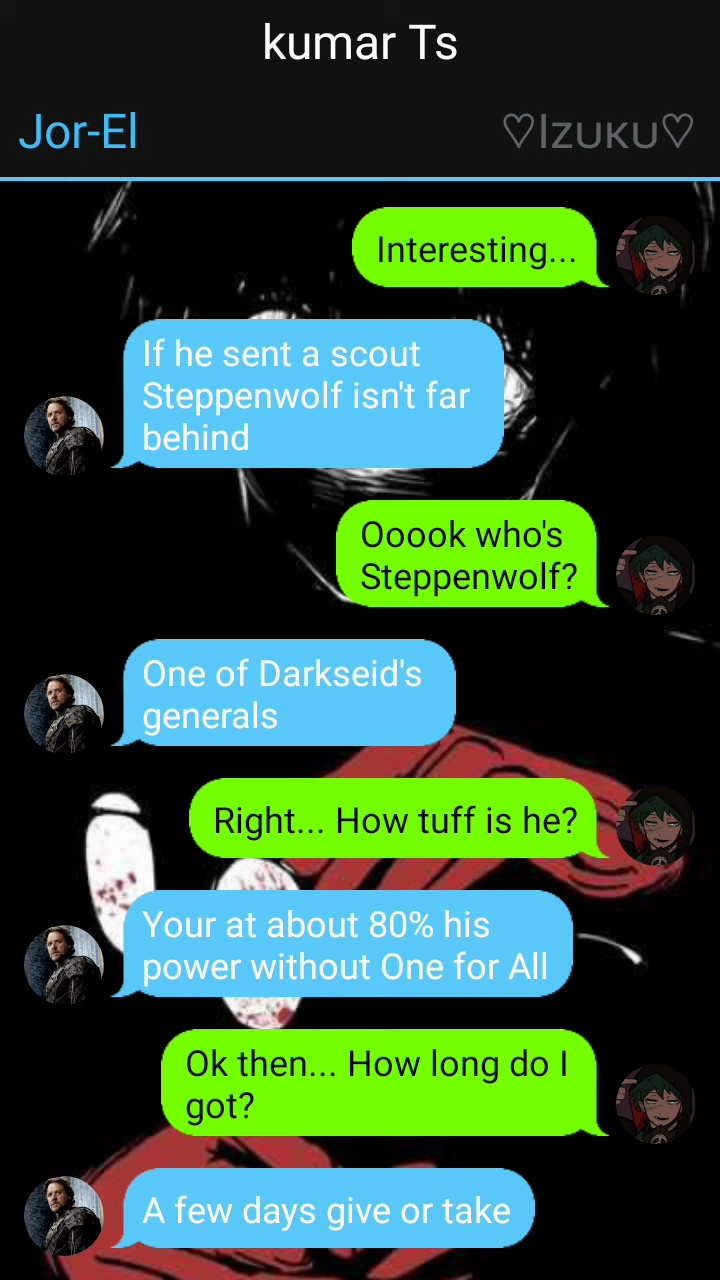 kumar Ts
Jor-El
♡Izuku♡
Interesting...
If he sent a scout
Steppenwolf isn't far
behind
Ooook who's
Steppenwolf?
One of Darkseid's
generals
Right... How tuff is he?
Your at about 80% his
power without One for All
Ok then... How long do I
got?
A few days give or take